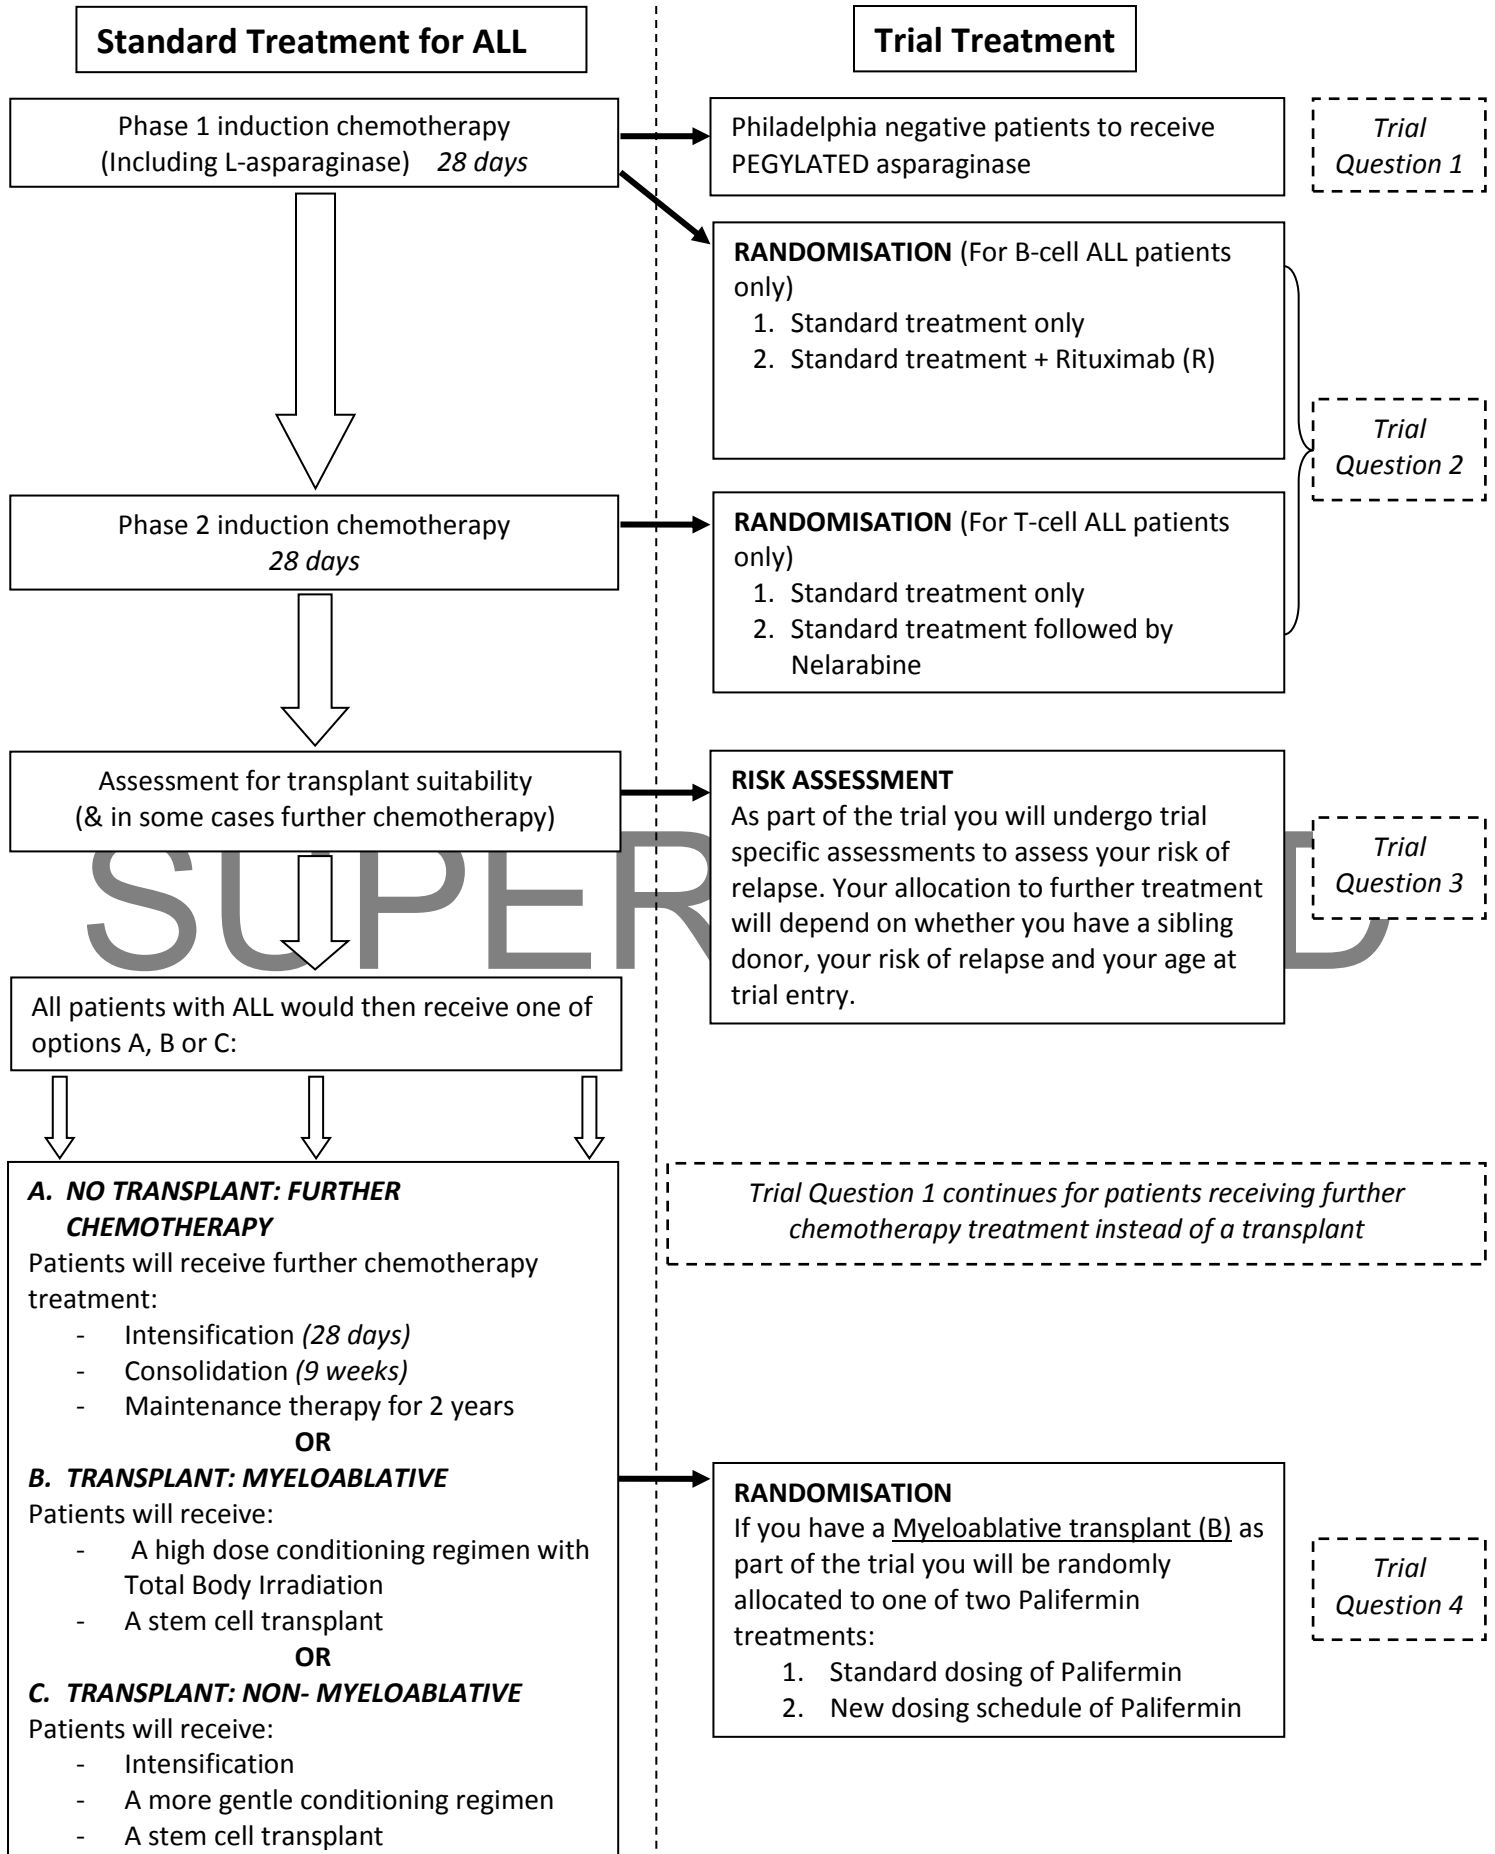 Standard Treatment for ALL
Trial Treatment
Phase 1 induction chemotherapy
(Including L-asparaginase) 28 days
Philadelphia negative patients to receive
PEGYLATED asparaginase
Trial
Question 1
RANDOMISATION (For B-cell ALL patients
only)
1. Standard treatment only
2. Standard treatment + Rituximab (R)
Trial
Question 2
Phase 2 induction chemotherapy
28 days
RANDOMISATION (For T-cell ALL patients
only)
1. Standard treatment only
2. Standard treatment followed by
Nelarabine
Assessment for transplant suitability
(& in some cases further chemotherapy)
RISK ASSESSMENT
As part of the trial you will undergo trial
specific assessments to assess your risk of
relapse. Your allocation to further treatment
will depend on whether you have a sibling
donor, your risk of relapse and your age at
trial entry.
Trial
Question 3
All patients with ALL would then receive one of
options A, B or C:
A. NO TRANSPLANT: FURTHER
CHEMOTHERAPY
Patients will receive further chemotherapy
treatment:
- Intensification (28 days)
- Consolidation (9 weeks)
- Maintenance therapy for 2 years
OR
B. TRANSPLANT: MYELOABLATIVE
Patients will receive:
- A high dose conditioning regimen with
Total Body Irradiation
- A stem cell transplant
OR
C. TRANSPLANT: NON- MYELOABLATIVE
Patients will receive:
- Intensification
- A more gentle conditioning regimen
- A stem cell transplant
Trial Question 1 continues for patients receiving further
chemotherapy treatment instead of a transplant
RANDOMISATION
If you have a Myeloablative transplant (B) as
part of the trial you will be randomly
allocated to one of two Palifermin
treatments:
1. Standard dosing of Palifermin
2. New dosing schedule of Palifermin
Trial
Question 4